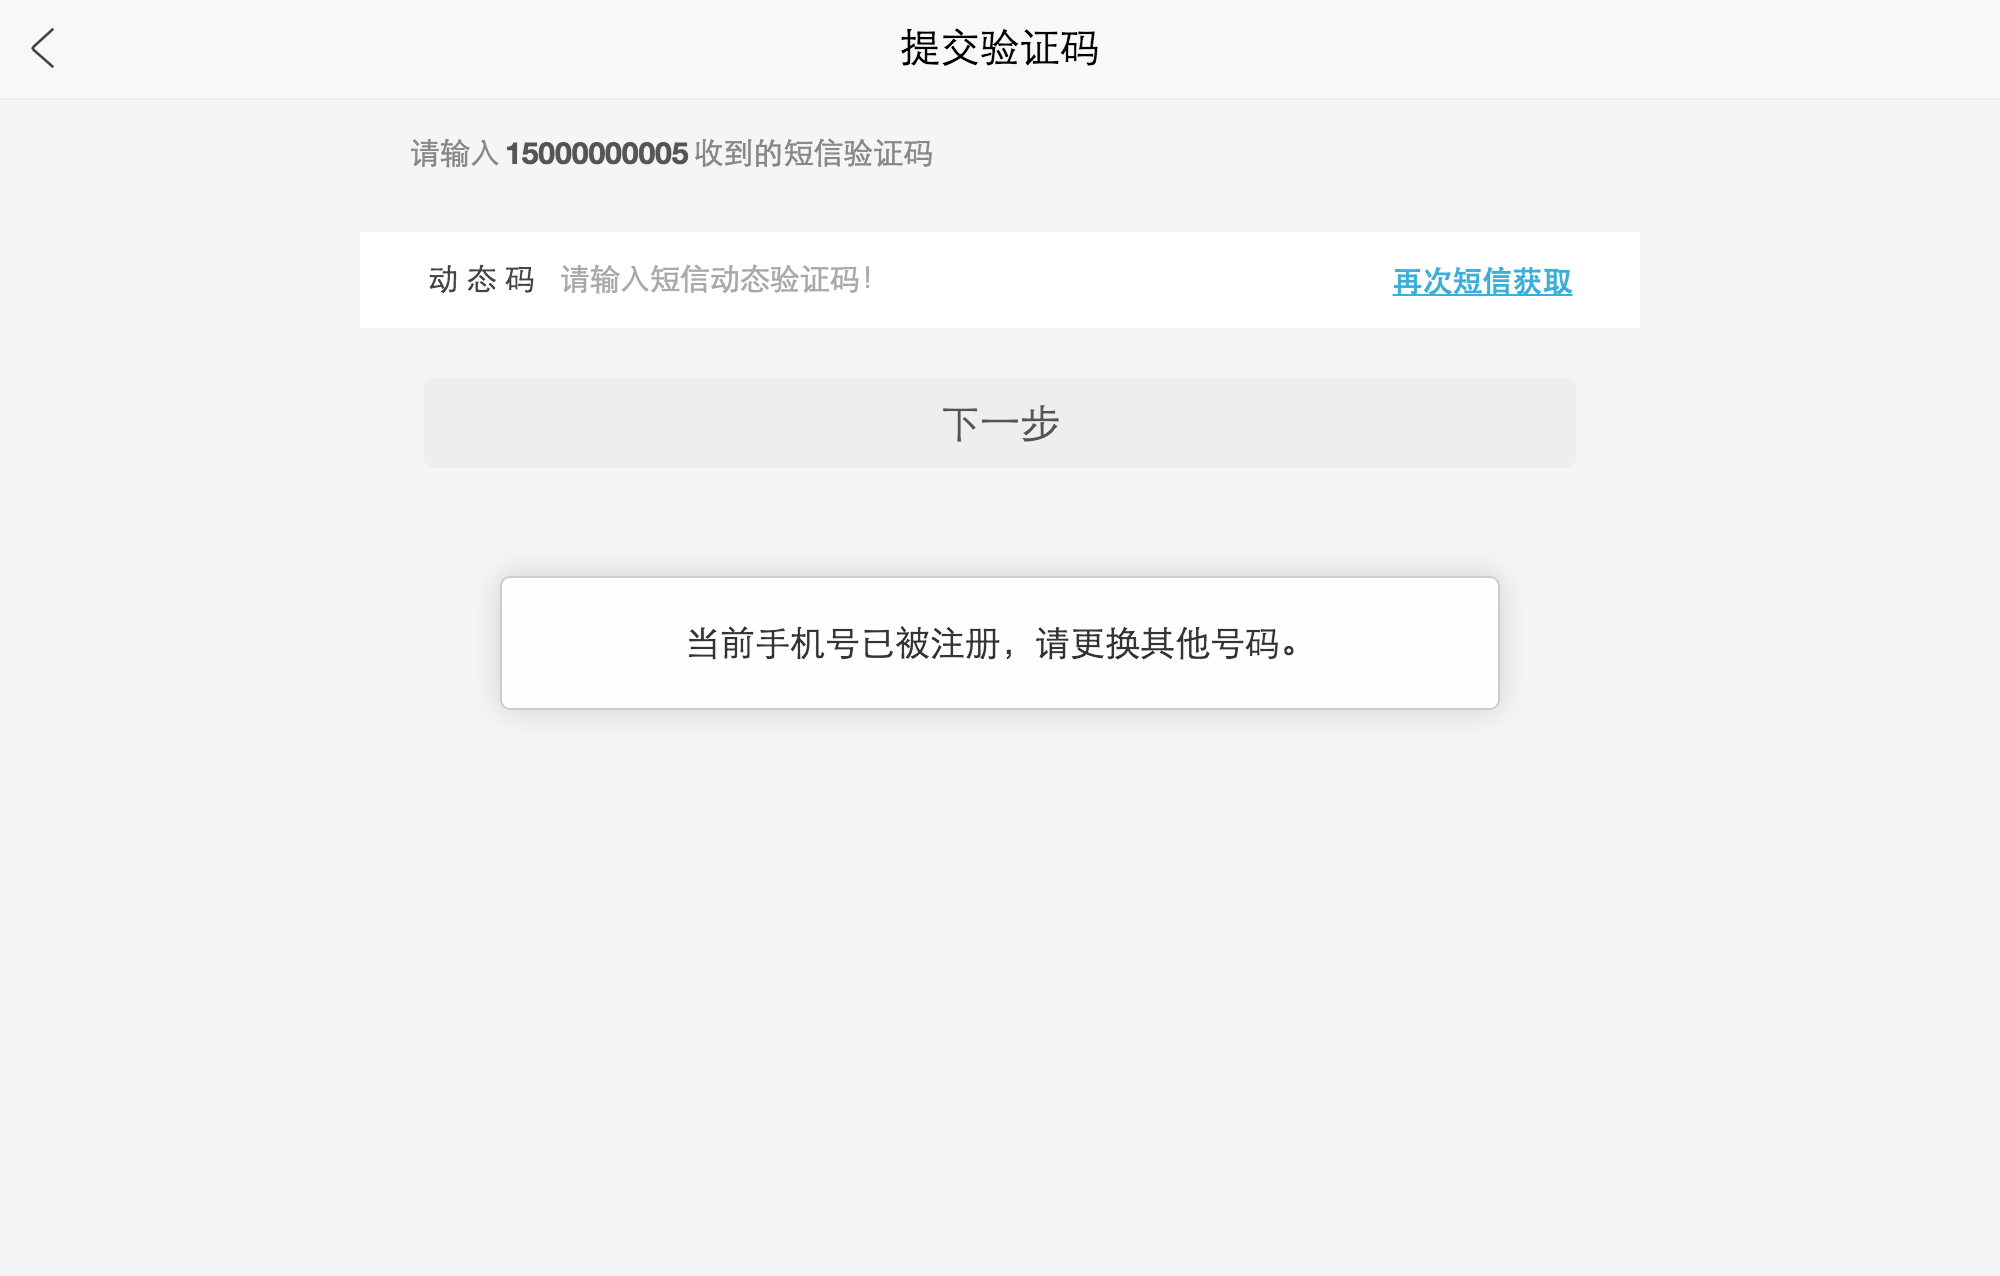 提交验证码
请输入 15000000005 收到的短信验证码
动 态 码 请输入短信动态验证码! 再次短信获取
下一步
当前手机号已被注册，请更换其他号码。